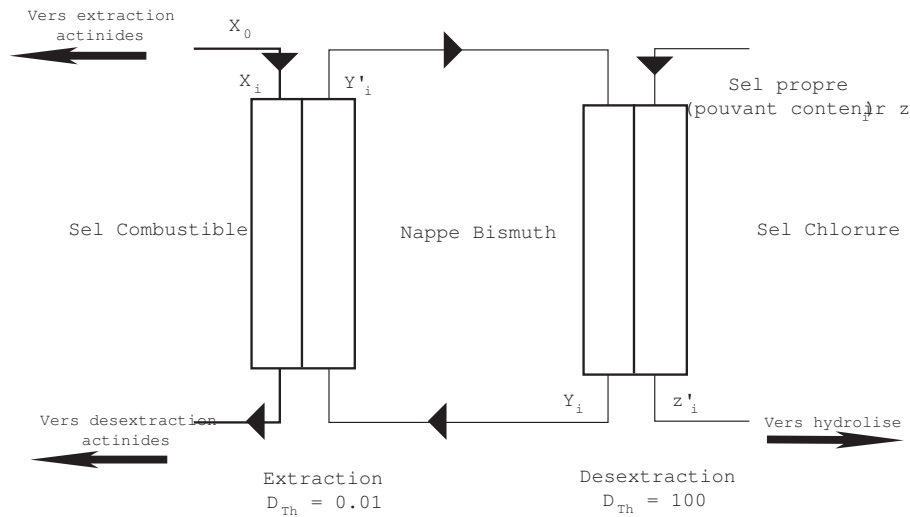 Vers extraction
actinides
X0
Xi
Y'i
Sel propre
(pouvant contenir zi)
Sel Combustible
Nappe Bismuth
Sel Chlorure
Vers desextraction
actinides
Yi
z'i
Vers hydrolise
Extraction
DTh = 0.01
Desextraction
DTh = 100